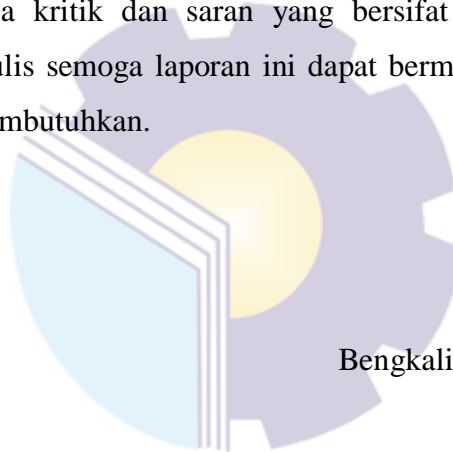 a kritik dan saran yang bersifat
ulis semoga laporan ini dapat berm
mbutuhkan.
Bengkali